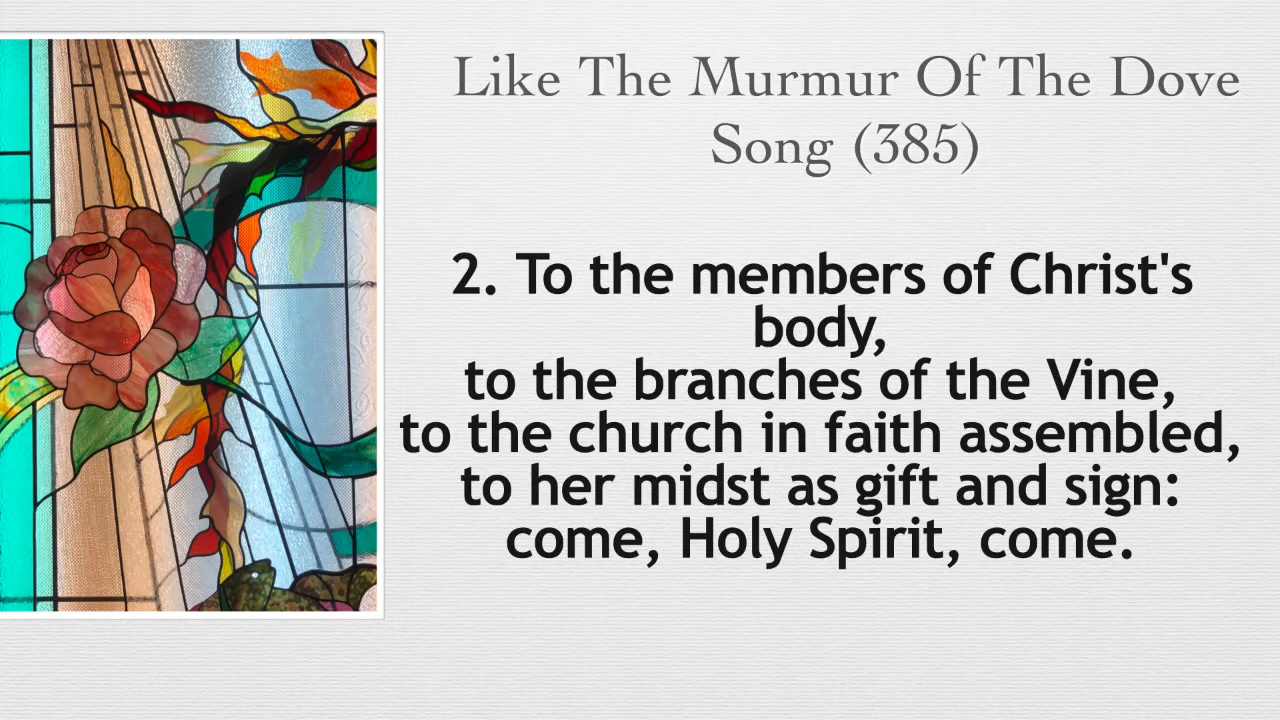 Like The Murmur Of The Dove
Song (385)
2. To the members of Christ's
body,
to the branches of the Vine,
to the church in faith assembled,
to her midst as gift and sign:
come, Holy Spirit, come.